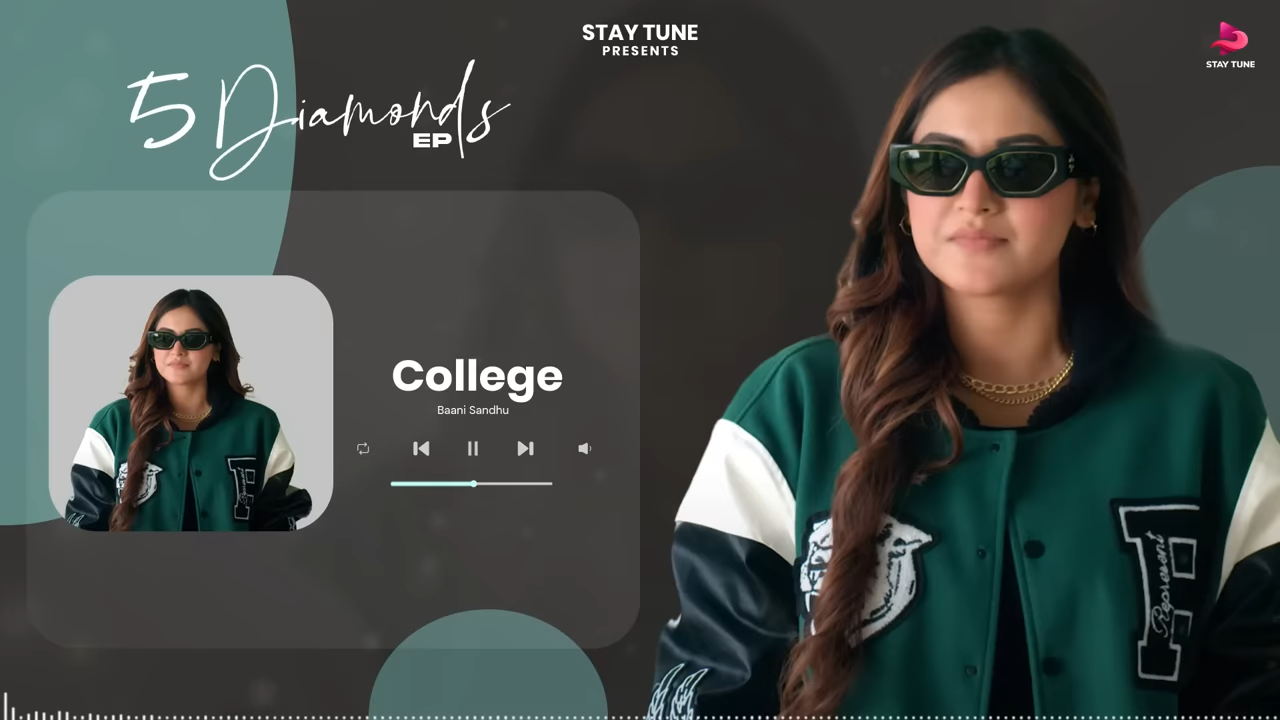 STAY TUNE
PRESENTS
STAY TUNE
5 Diamonds
EP
College
Baani Sandhu
Represent